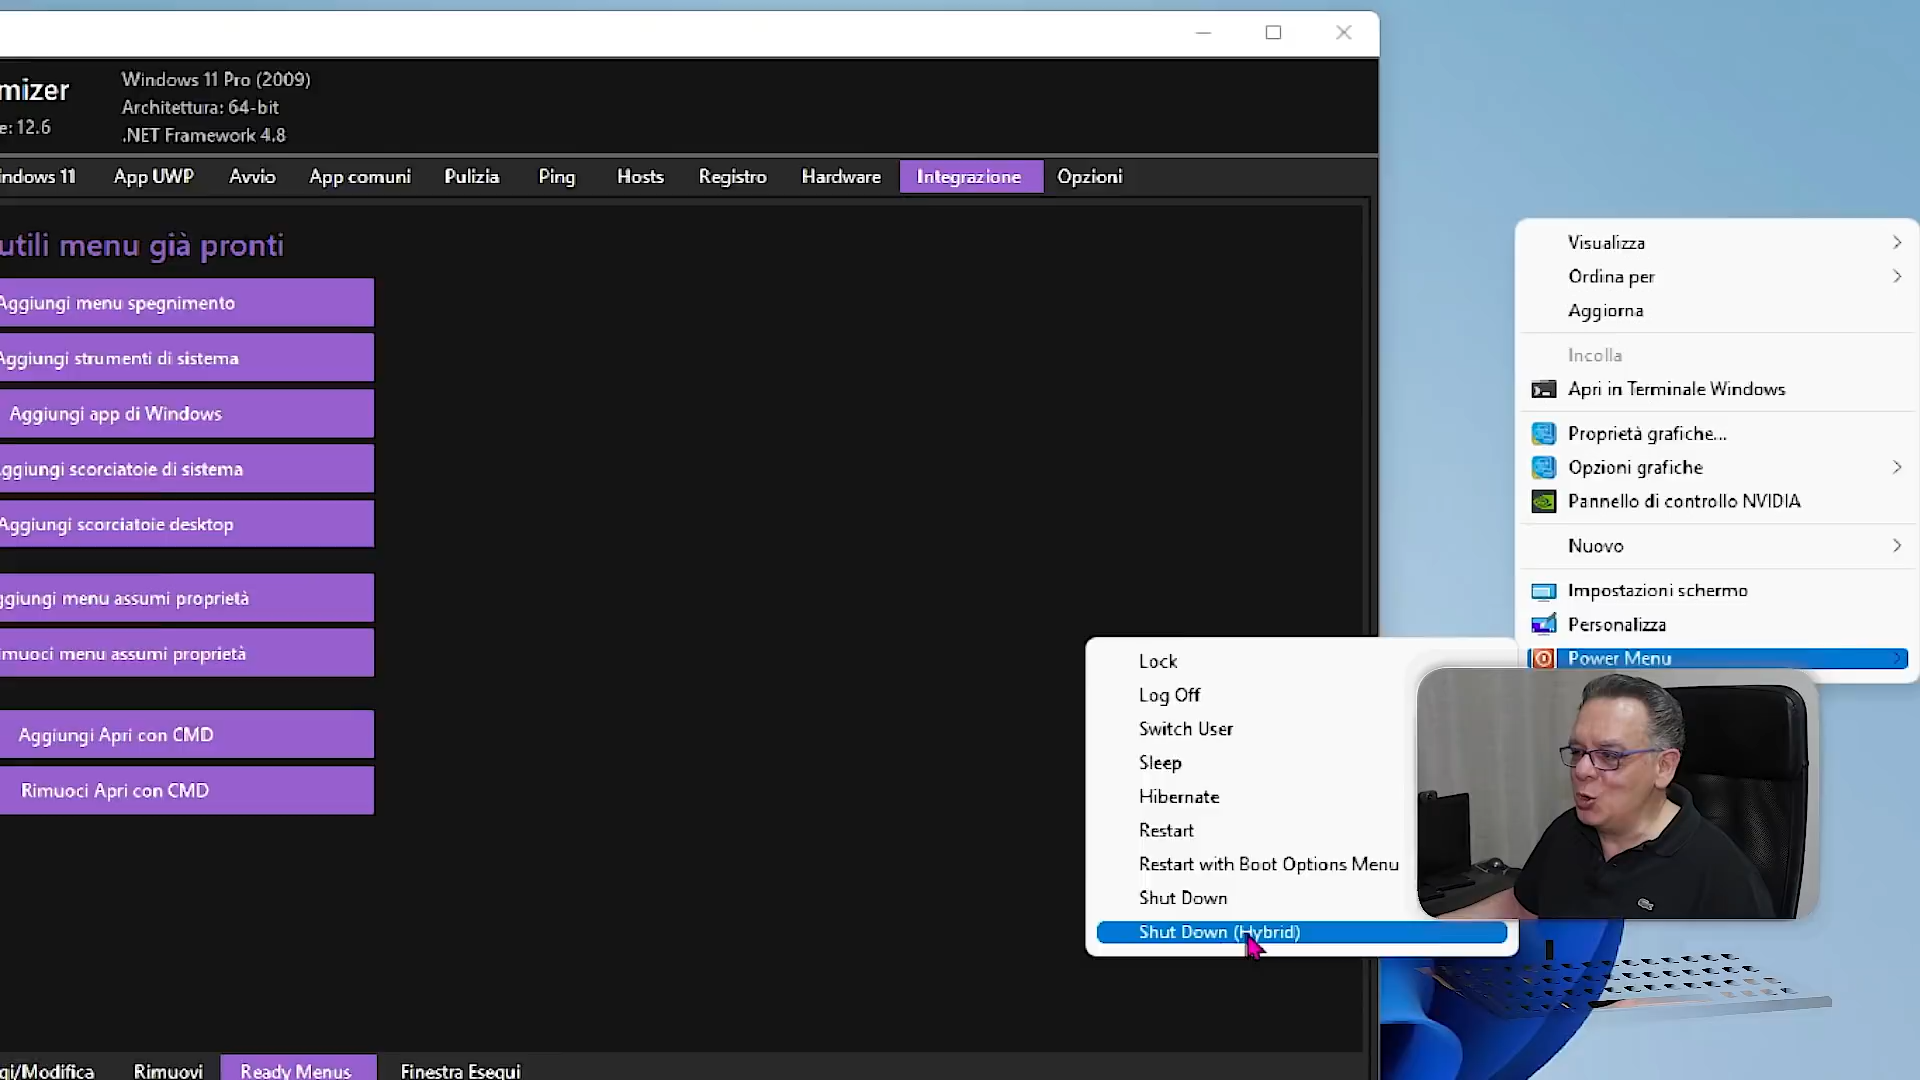 mizer
e: 12.6
Windows 11 Pro (2009)
Architettura: 64-bit
.NET Framework 4.8
indows 11
App UWP
Avvio
App comuni
Pulizia
Ping
Hosts
Registro
Hardware
Integrazione
Opzioni
utili menu già pronti
Aggiungi menu spegnimento
Aggiungi strumenti di sistema
Aggiungi app di Windows
ggiungi scorciatoie di sistema
Aggiungi scorciatoie desktop
ggiungi menu assumi proprietà
imuoci menu assumi proprietà
Aggiungi Apri con CMD
Rimuoci Apri con CMD
gi/Modifica
Rimuovi
Ready Menus
Finestra Esegui
Visualizza
Ordina per
Aggiorna
Incolla
Apri in Terminale Windows
Proprietà grafiche...
Opzioni grafiche
Pannello di controllo NVIDIA
Nuovo
Impostazioni schermo
Personalizza
Power Menu
Lock
Log Off
Switch User
Sleep
Hibernate
Restart
Restart with Boot Options Menu
Shut Down
Shut Down (Hybrid)